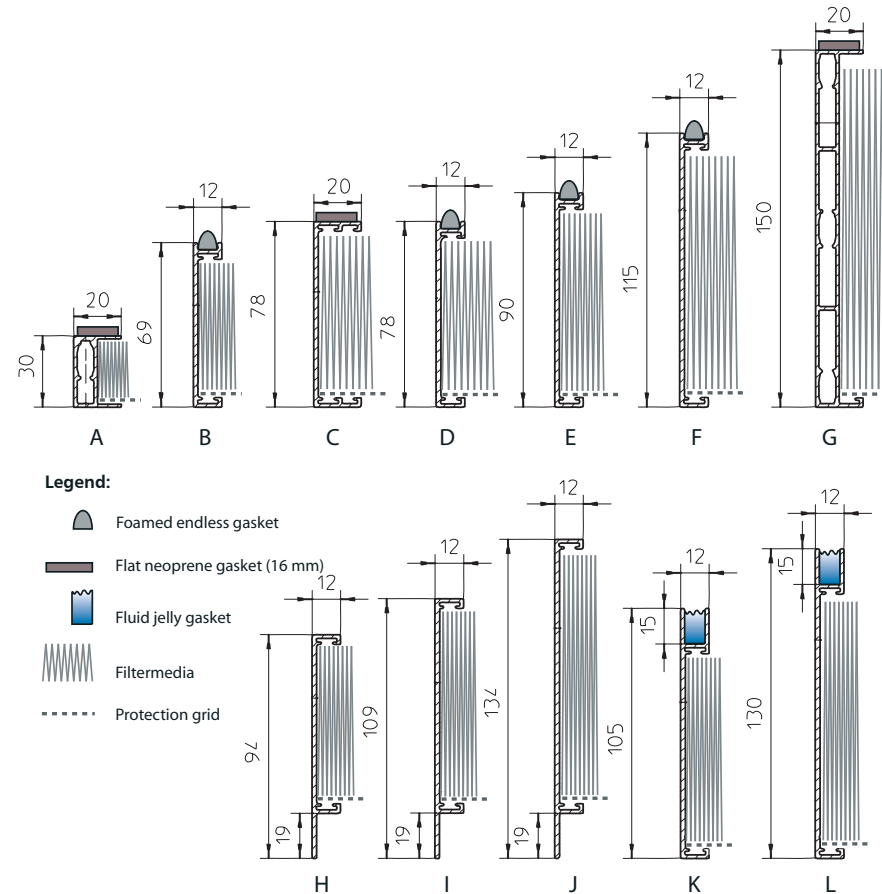 20
12
20
12
12
12
20
30
69
78
78
90
115
150
A
B
C
D
E
F
G
Legend:
Foamed endless gasket
Flat neoprene gasket (16 mm)
Fluid jelly gasket
Filtermedia
Protection grid
12
12
12
12
12
15
15
94
109
134
105
130
19
19
19
H
I
J
K
L